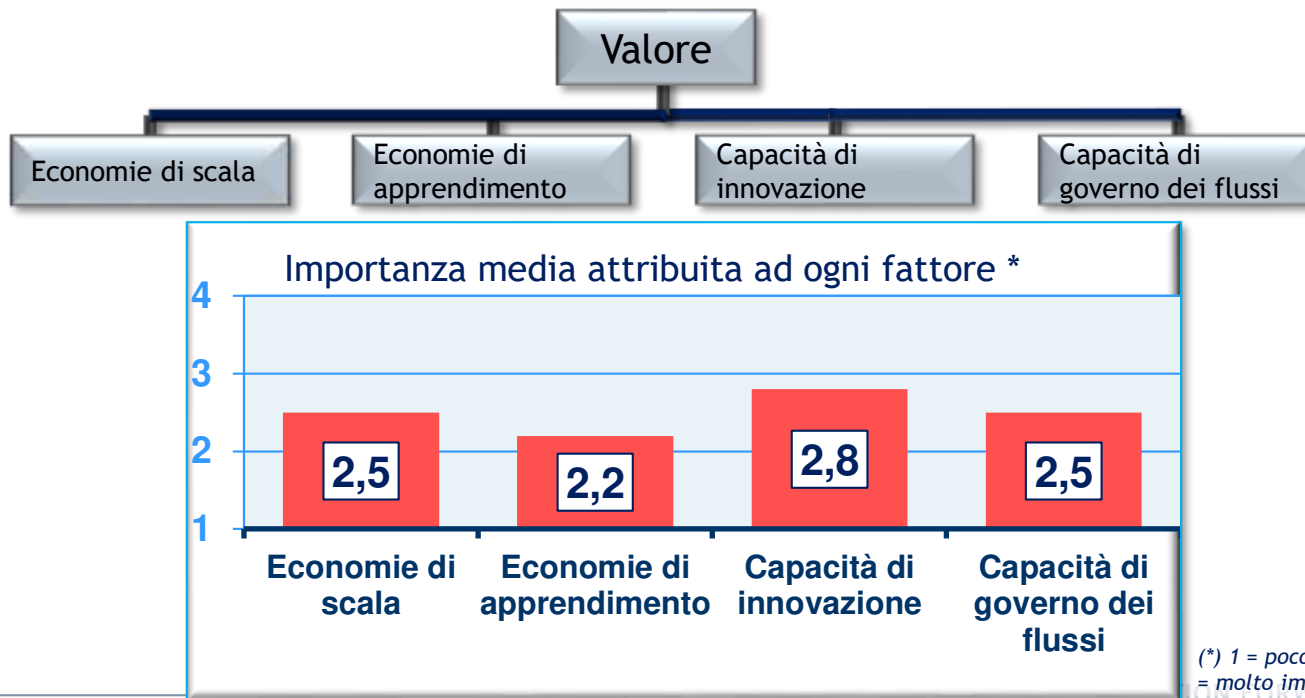 Valore
Economie di scala
Economie di
apprendimento
Capacità di
innovazione
Capacità di
governo dei flussi
Importanza media attribuita ad ogni fattore *
4
3
2
1
2,5
2,2
2,8
2,5
Economie di
scala
Economie di
apprendimento
Capacità di
innovazione
Capacità di
governo dei
flussi
(*) 1 = poco
= molto im